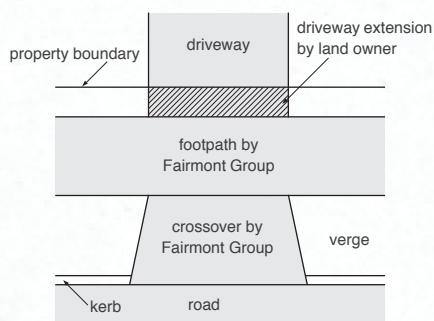 driveway
driveway extension
by land owner
property boundary
footpath by
Fairmont Group
crossover by
Fairmont Group
verge
kerb
road